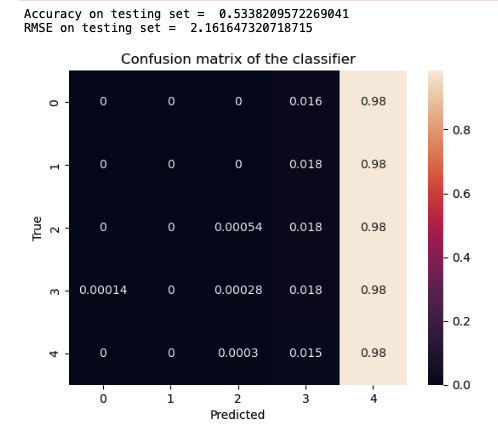 Accuracy on testing set =  0.5338209572269041
RMSE on testing set =  2.161647320718715
Confusion matrix of the classifier
0 0 0 0 0.016 0.98
1 0 0 0 0.018 0.98
2 0 0 0.00054 0.018 0.98
3 0.00014 0 0.00028 0.018 0.98
4 0 0 0.0003 0.015 0.98
0 1 2 3 4
True
Predicted
0.8
0.6
0.4
0.2
0.0